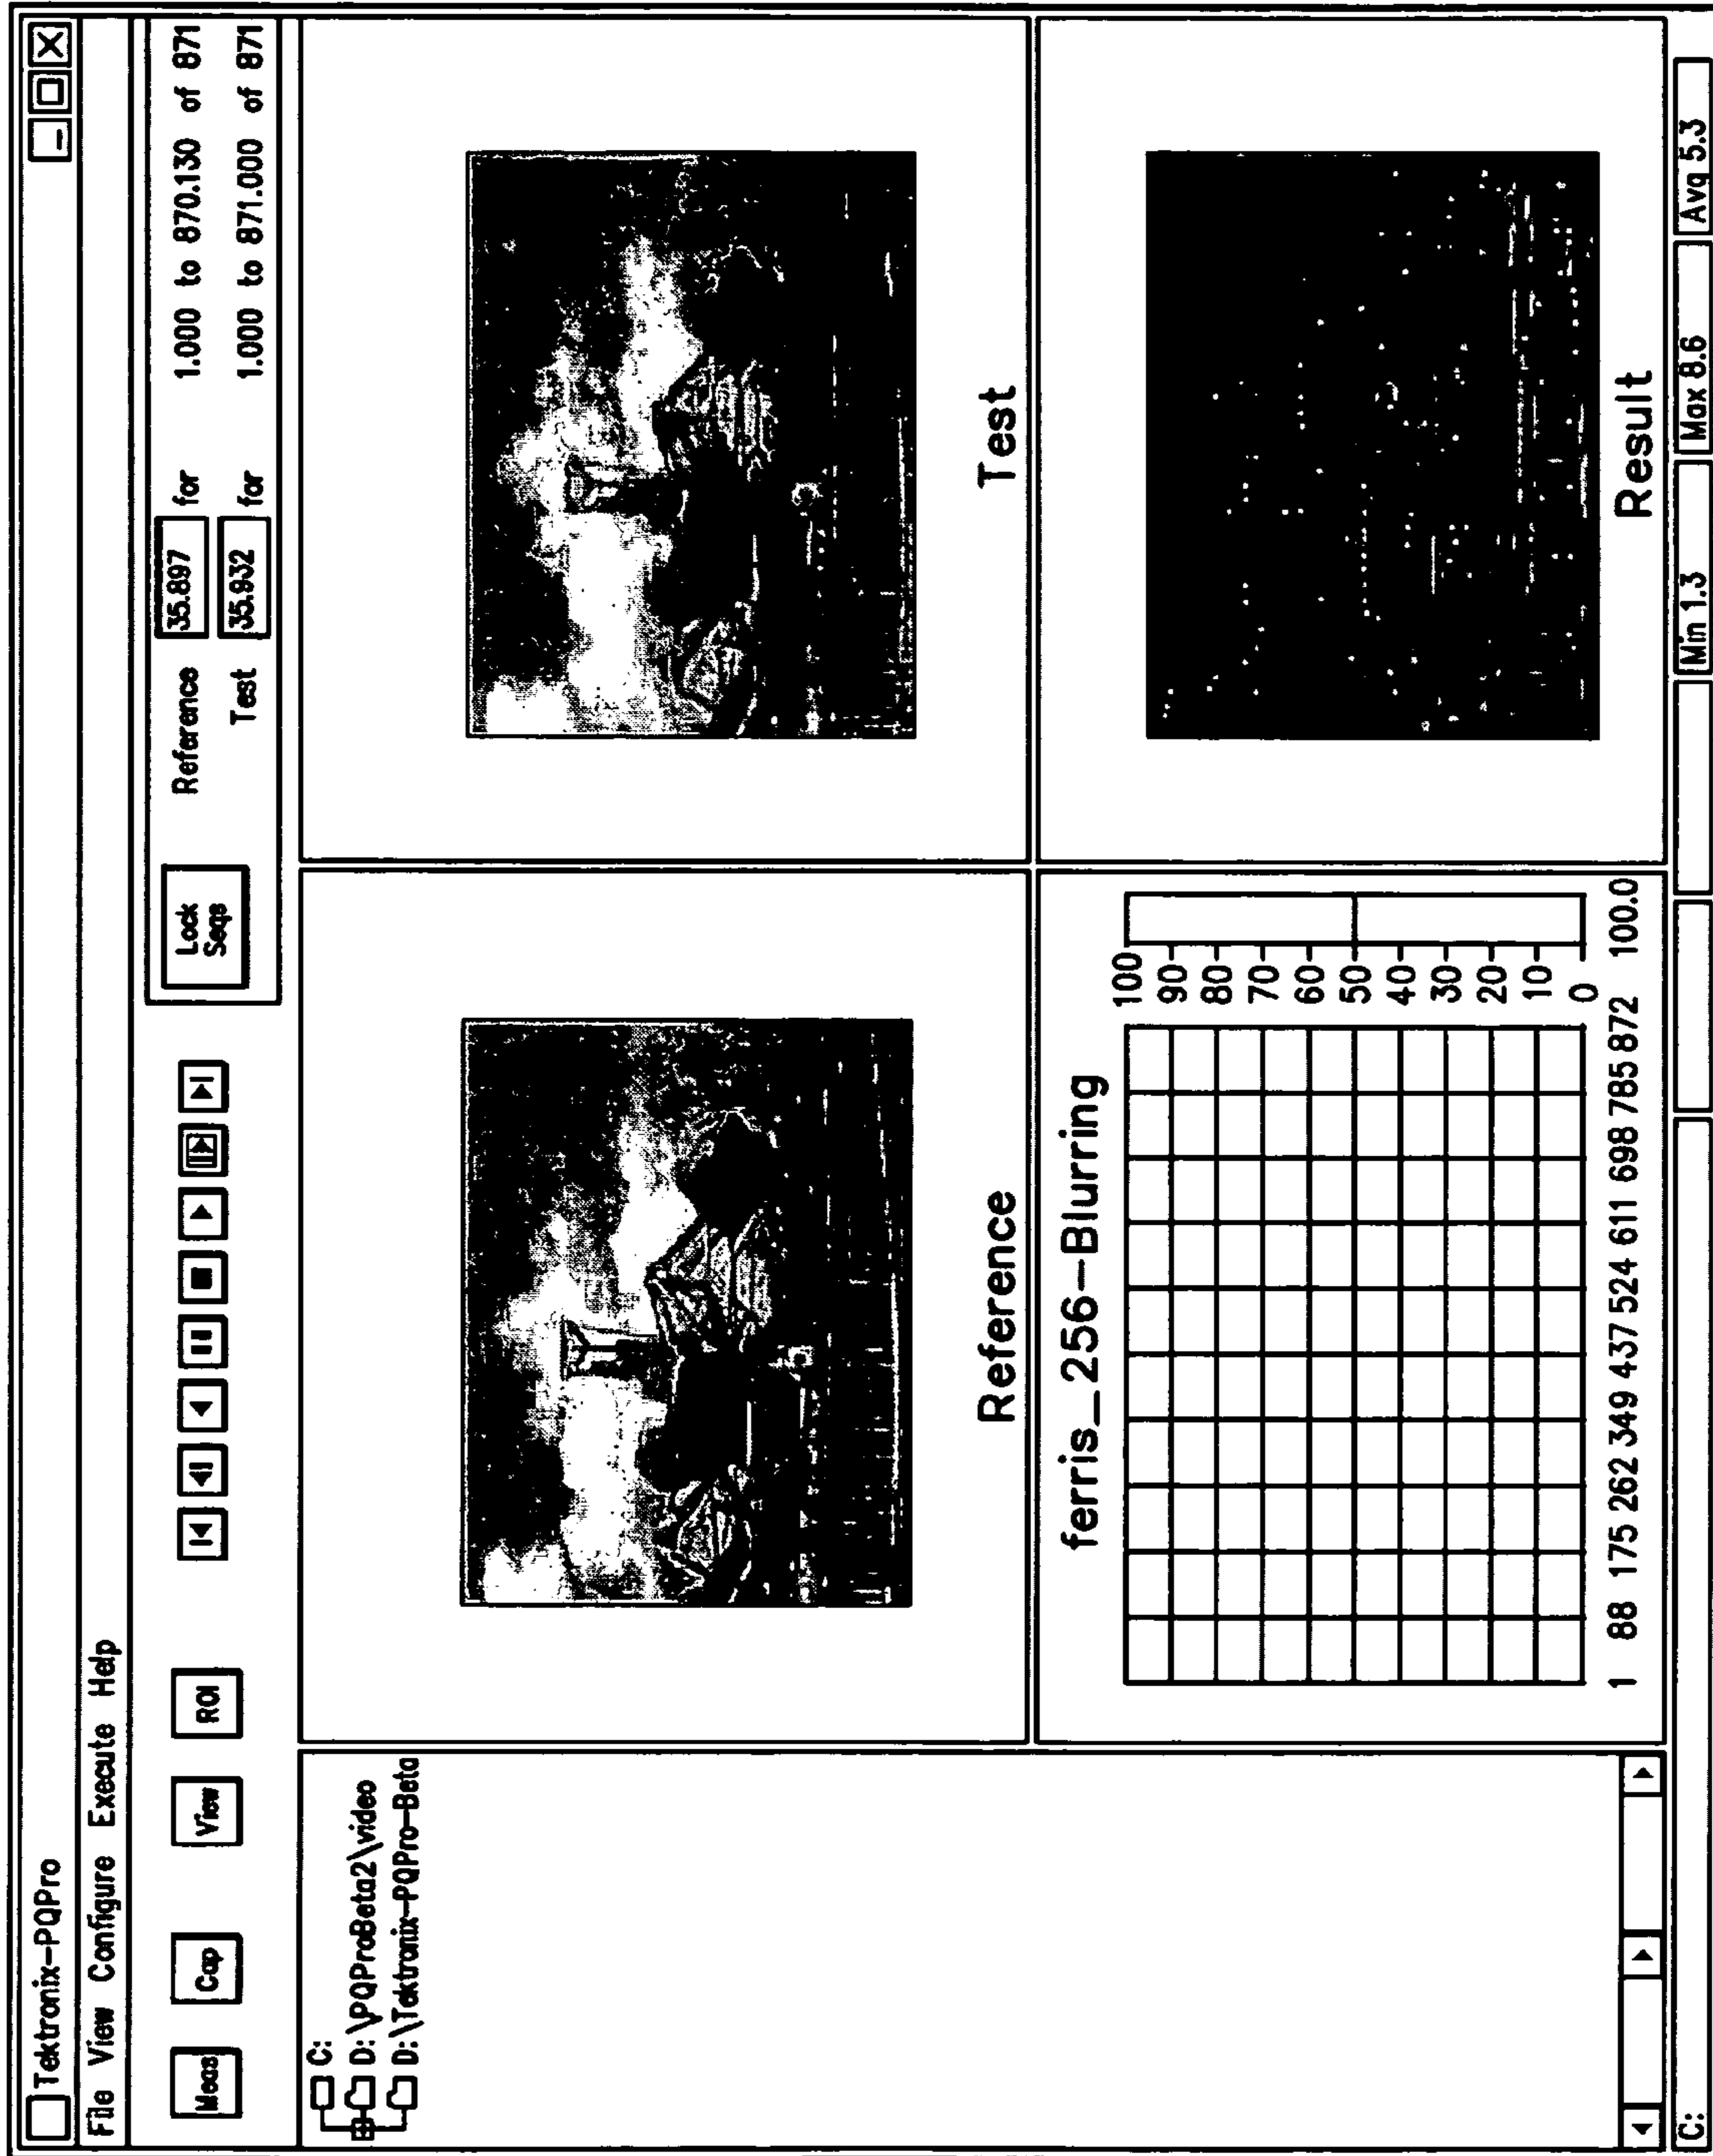 Tektronix-PQPro
File View Configure Execute Help
Meas Cap View ROI
Lock
Seqs
Reference 35.897 for 1.000 to 870.130 of 871
Test 35.932 for 1.000 to 871.000 of 871
C:
D:\PQProBeta2\video
D:\Tektronix-PQPro-Beta
Reference
Test
ferris_256-Blurring
100
90
80
70
60
50
40
30
20
10
0
1 88 175 262 349 437 524 611 698 785 872 100.0
Result
C: Min 1.3 Max 8.6 Avg 5.3